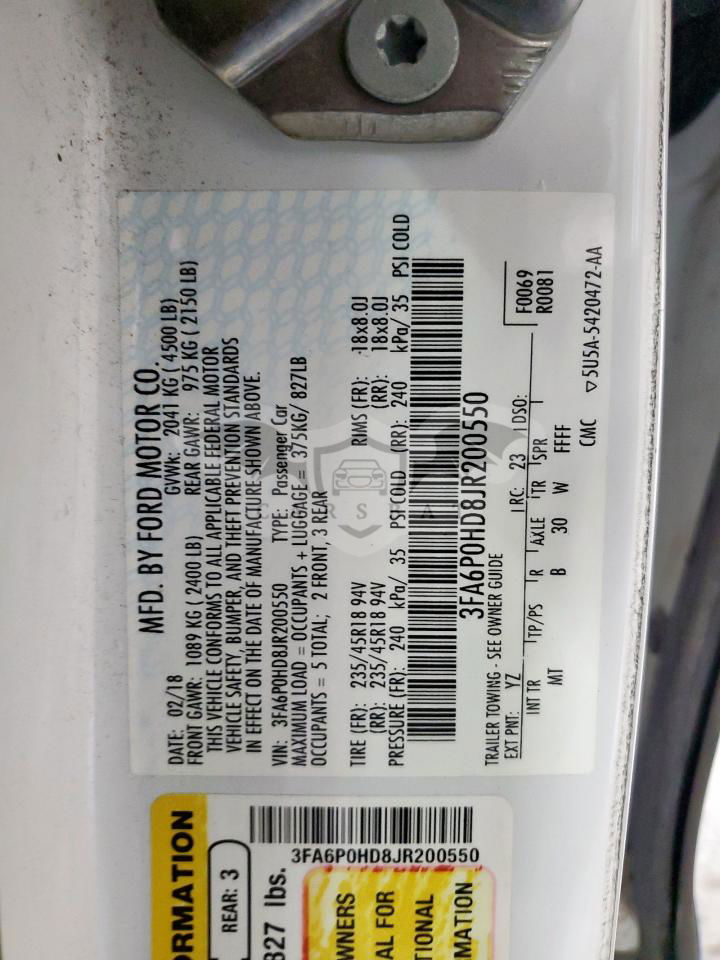 MFD. BY FORD MOTOR CO.
DATE: 02/18 GVWR: 2041 KG ( 4500 LB)
FRONT GAWR: 1089 KG ( 2400 LB) REAR GAWR: 975 KG ( 2150 LB)
THIS VEHICLE CONFORMS TO ALL APPLICABLE FEDERAL MOTOR
VEHICLE SAFETY, BUMPER, AND THEFT PREVENTION STANDARDS
IN EFFECT ON THE DATE OF MANUFACTURE SHOWN ABOVE.
VIN: 3FA6P0HD8JR200550 TYPE: Passenger Car
MAXIMUM LOAD = OCCUPANTS + LUGGAGE = 375KG/ 827LB
OCCUPANTS = 5 TOTAL; 2 FRONT, 3 REAR
TIRE (FR): 235/45R18 94V RIMS (FR): 18x8.0J
(RR): 235/45R18 94V (RR): 18x8.0J
PRESSURE (FR): 240 kPa/ 35 PSI COLD (RR): 240 kPa/ 35 PSI COLD
3FA6P0HD8JR200550
TRAILER TOWING - SEE OWNER GUIDE
EXT PNT: YZ RC: 23 DSO: F0069
R0081
INT TR TP/PS R AXLE TR SPR
MT B 30 W FFFF
CMC ▽5U5A-5420472-AA
ORMATION
REAR: 3
3FA6P0HD8JR200550
827 lbs.
WNERS
AL FOR
TIONAL
MATION